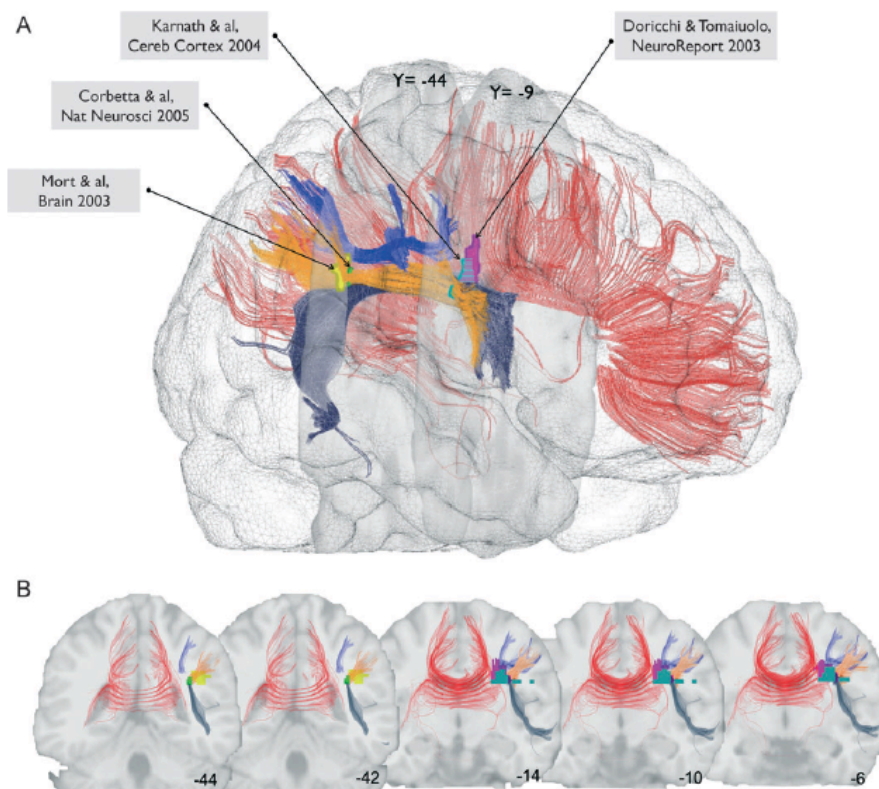 A
Karnath & al,
Cereb Cortex 2004
Doricchi & Tomaiuolo,
NeuroReport 2003
Corbetta & al,
Nat Neurosci 2005
Mort & al,
Brain 2003
Y= -44
Y= -9
B
-44
-42
-14
-10
-6